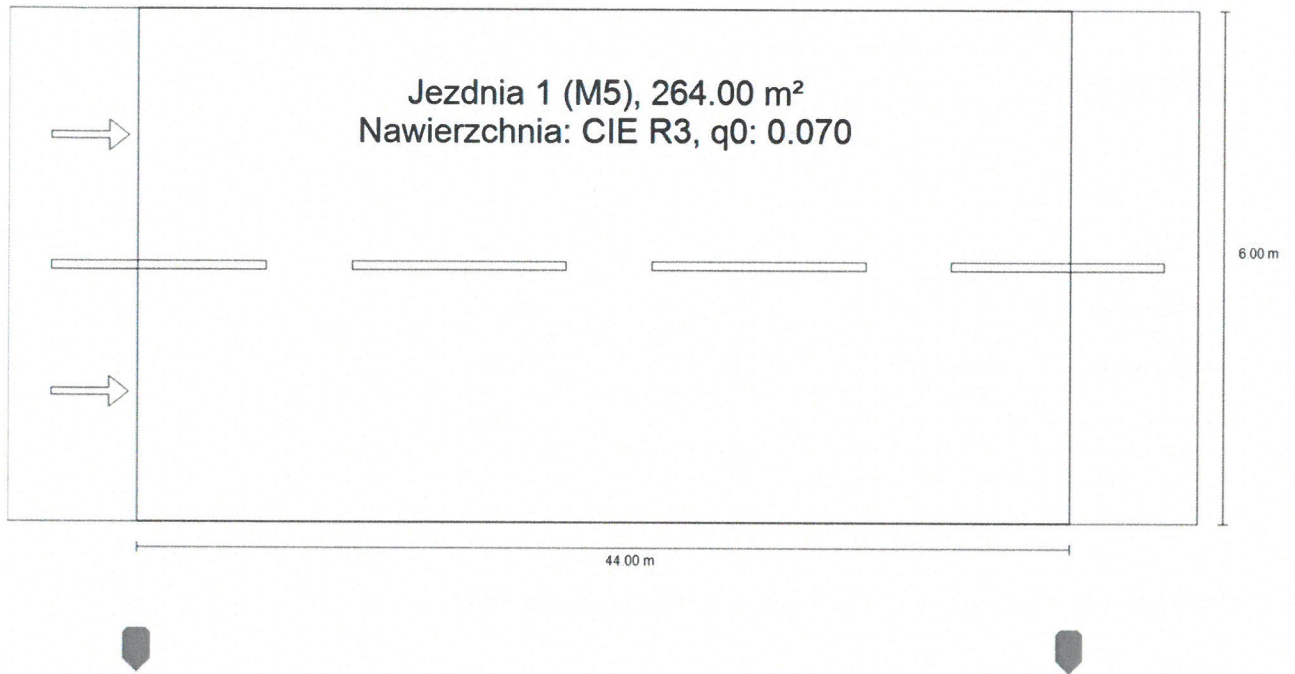 Jezdnia 1 (M5), 264.00 m²
Nawierzchnia: CIE R3, q0: 0.070
6 00 m
44 00 m